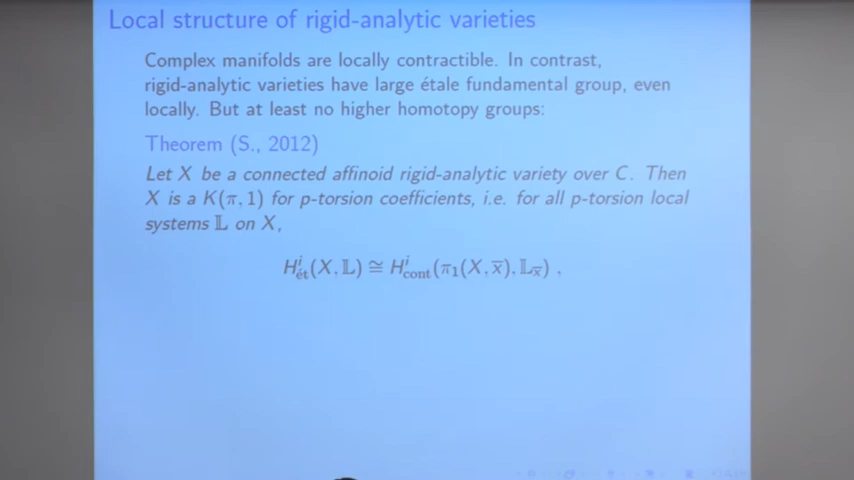 Local structure of rigid-analytic varieties
Complex manifolds are locally contractible. In contrast,
rigid-analytic varieties have large étale fundamental group, even
locally. But at least no higher homotopy groups:
Theorem (S., 2012)
Let X be a connected affinoid rigid-analytic variety over C. Then
X is a K(π, 1) for p-torsion coefficients, i.e. for all p-torsion local
systems 𝕃 on X,
H^i_ét(X, 𝕃) ≅ H^i_cont(π₁(X, x̄), 𝕃_x̄) ,